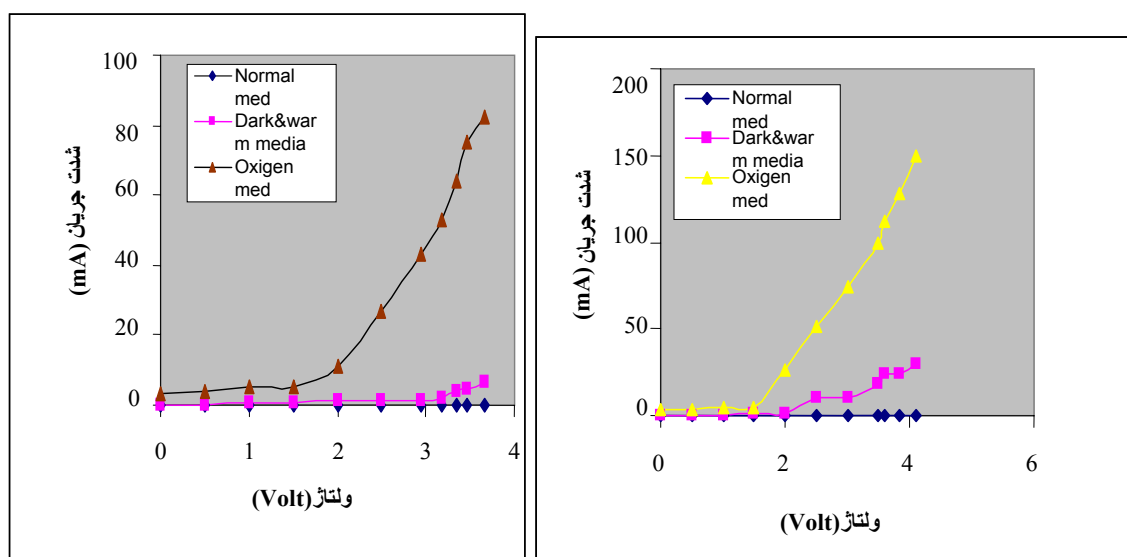 100
80
60
40
20
0
شدت جریان (mA)
Normal
med
Dark&war
m media
Oxigen
med
0 1 2 3 4
ولتاژ(Volt)
200
150
100
50
0
شدت جریان (mA)
Normal
med
Dark&war
m media
Oxigen
med
0 2 4 6
ولتاژ(Volt)